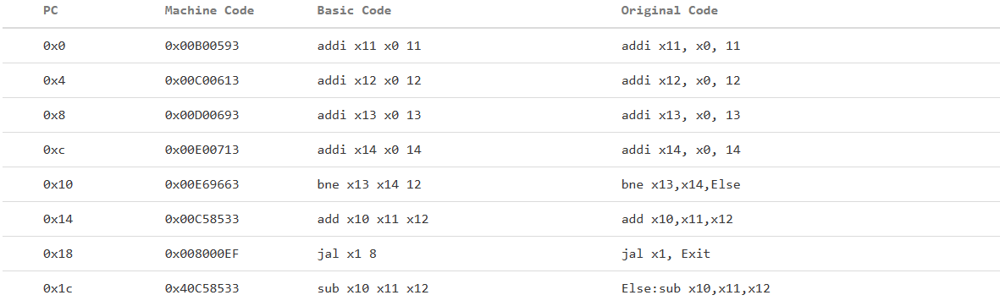 PC Machine Code Basic Code Original Code
0x0 0x00B00593 addi x11 x0 11 addi x11, x0, 11
0x4 0x00C00613 addi x12 x0 12 addi x12, x0, 12
0x8 0x00D00693 addi x13 x0 13 addi x13, x0, 13
0xc 0x00E00713 addi x14 x0 14 addi x14, x0, 14
0x10 0x00E69663 bne x13 x14 12 bne x13,x14,Else
0x14 0x00C58533 add x10 x11 x12 add x10,x11,x12
0x18 0x008000EF jal x1 8 jal x1, Exit
0x1c 0x40C58533 sub x10 x11 x12 Else:sub x10,x11,x12